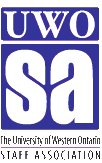 UWO
sa
The University of Western Ontario
STAFF ASSOCIATION